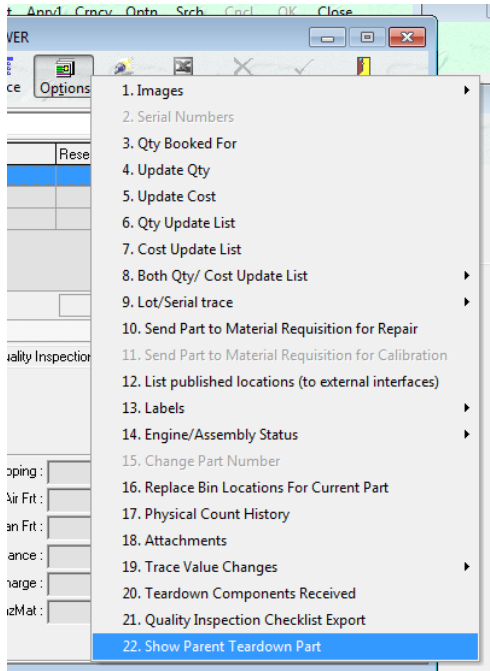 Appvl Crncy Optn Srch Cncl OK Close
WER
ce Options
1. Images
2. Serial Numbers
3. Qty Booked For
Rese
4. Update Qty
5. Update Cost
6. Qty Update List
7. Cost Update List
8. Both Qty/ Cost Update List
9. Lot/Serial trace
10. Send Part to Material Requisition for Repair
uality Inspection
11. Send Part to Material Requisition for Calibration
12. List published locations (to external interfaces)
13. Labels
14. Engine/Assembly Status
oping :
15. Change Part Number
Air Frt :
16. Replace Bin Locations For Current Part
an Frt :
17. Physical Count History
18. Attachments
ance :
19. Trace Value Changes
harge :
20. Teardown Components Received
zMat :
21. Quality Inspection Checklist Export
22. Show Parent Teardown Part